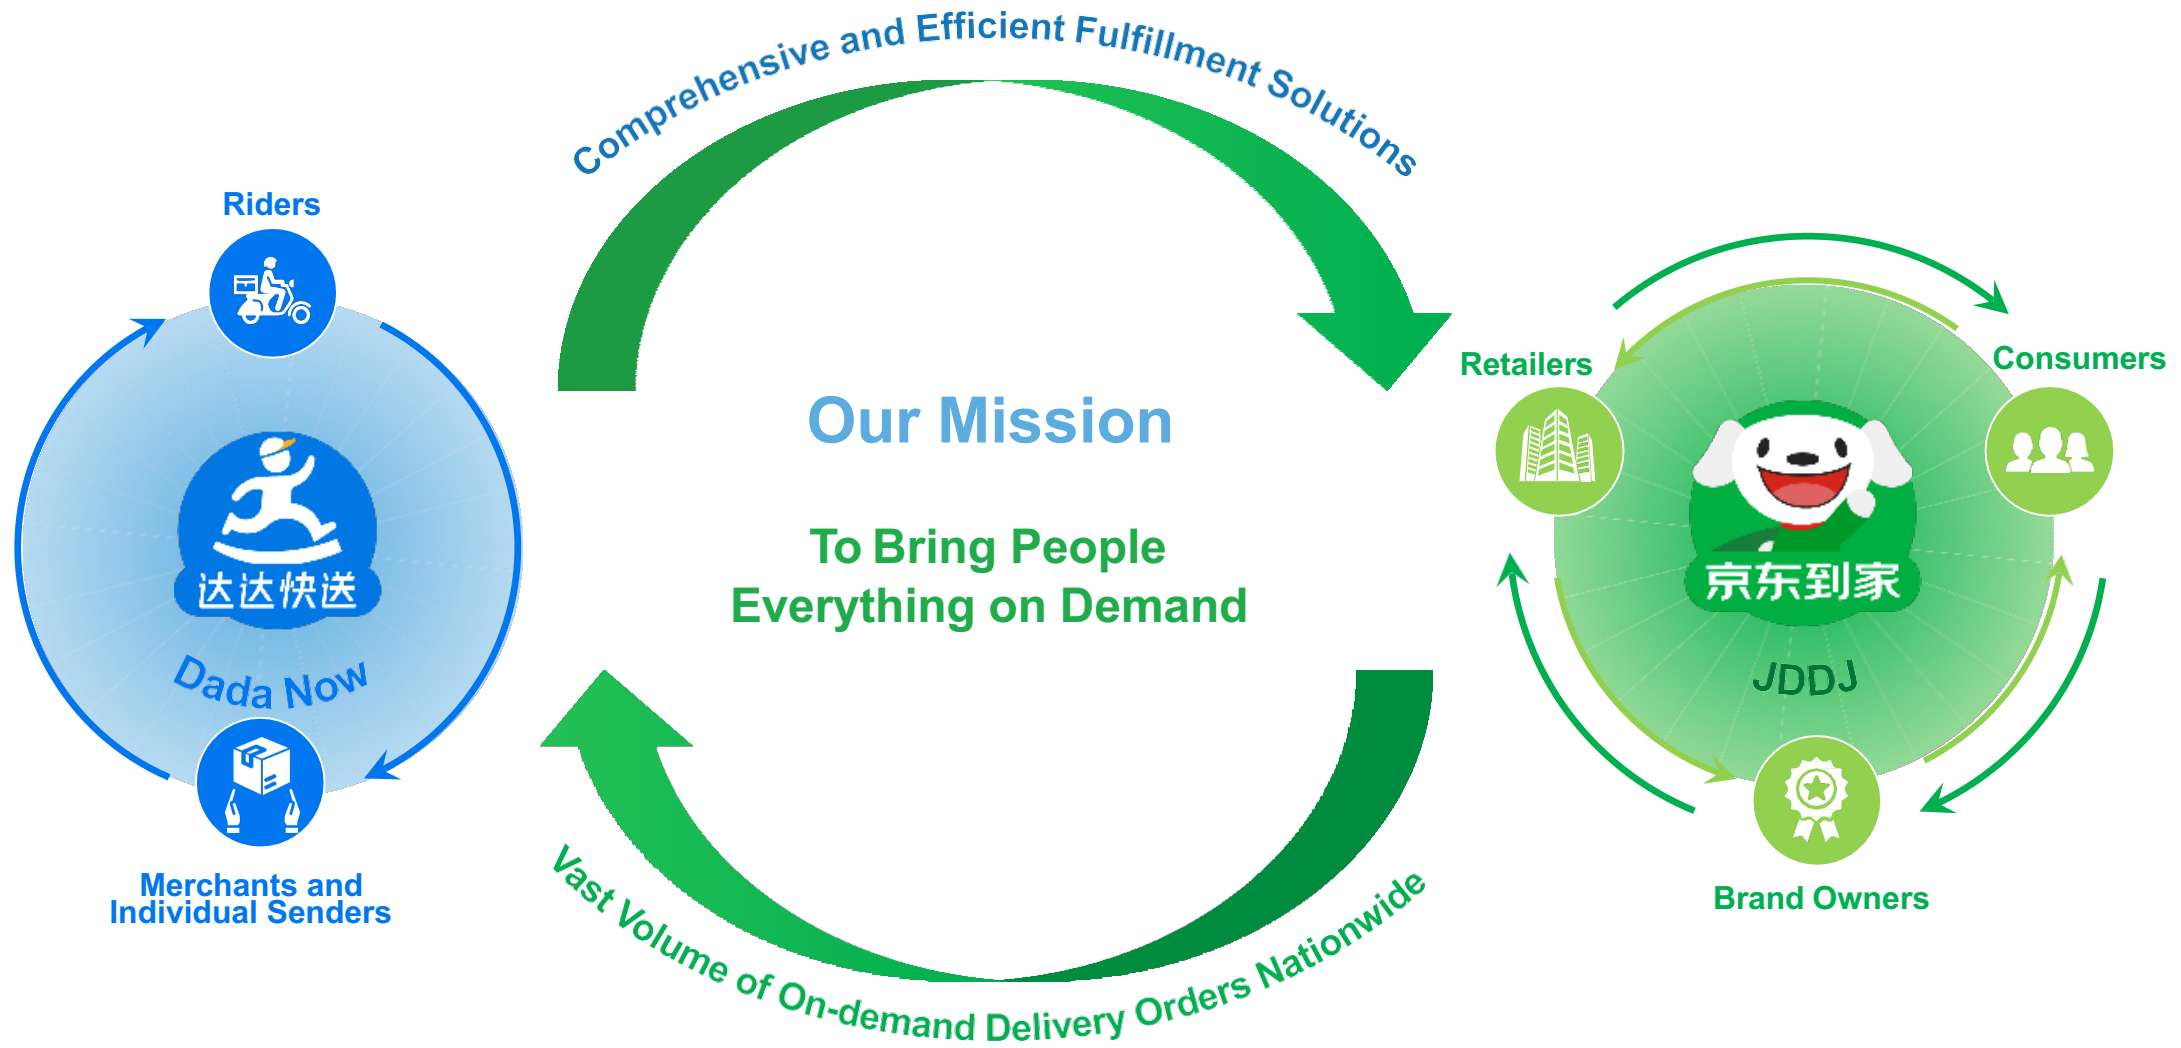 Comprehensive and Efficient Fulfillment Solutions
Riders
达达快送
Dada Now
Merchants and
Individual Senders
Our Mission
To Bring People
Everything on Demand
Retailers
Consumers
京东到家
JDDJ
Brand Owners
Vast Volume of On-demand Delivery Orders Nationwide